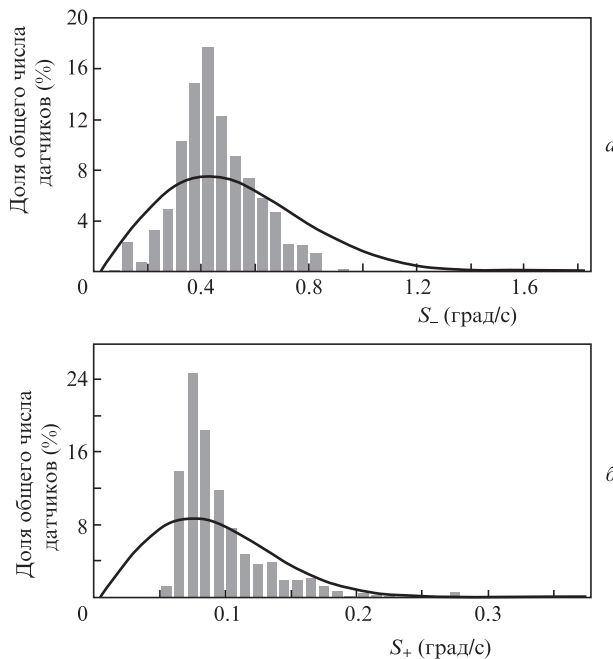 20
16
12
8
4
0
Доля общего числа
датчиков (%)
0.4
0.8
1.2
1.6
S₋ (град/с)
а
24
16
8
0
Доля общего числа
датчиков (%)
0.1
0.2
0.3
S₊ (град/с)
б